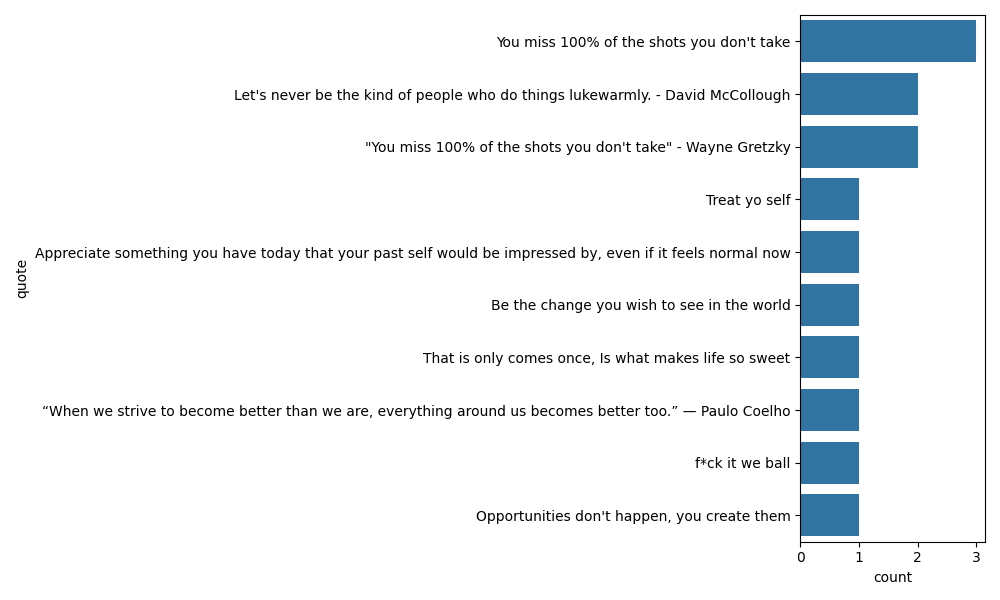 You miss 100% of the shots you don't take
Let's never be the kind of people who do things lukewarmly. - David McCollough
"You miss 100% of the shots you don't take" - Wayne Gretzky
Treat yo self
Appreciate something you have today that your past self would be impressed by, even if it feels normal now
Be the change you wish to see in the world
That is only comes once, Is what makes life so sweet
“When we strive to become better than we are, everything around us becomes better too.” — Paulo Coelho
f*ck it we ball
Opportunities don't happen, you create them
quote
0 1 2 3
count